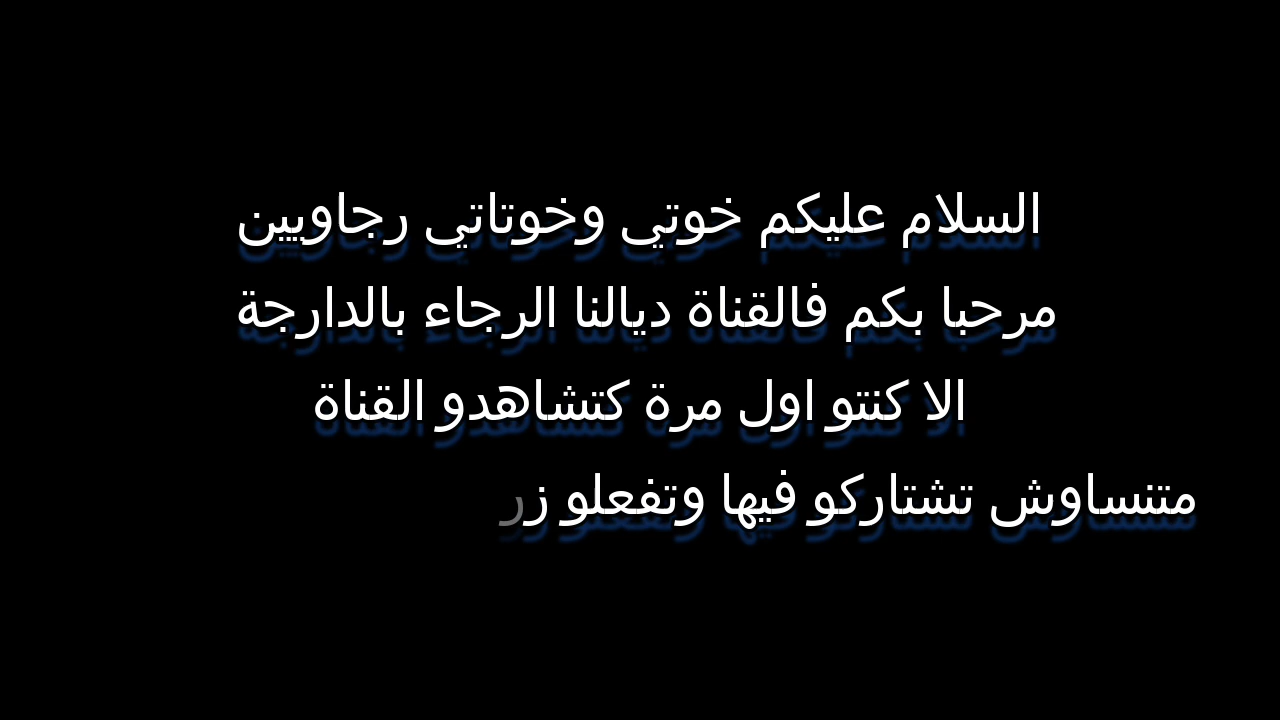 السلام عليكم خوتي وخوتاتي رجاويين
مرحبا بكم فالقناة ديالنا الرجاء بالدارجة
الا كنتو اول مرة كتشاهدو القناة
متنساوش تشتاركو فيها وتفعلو زر